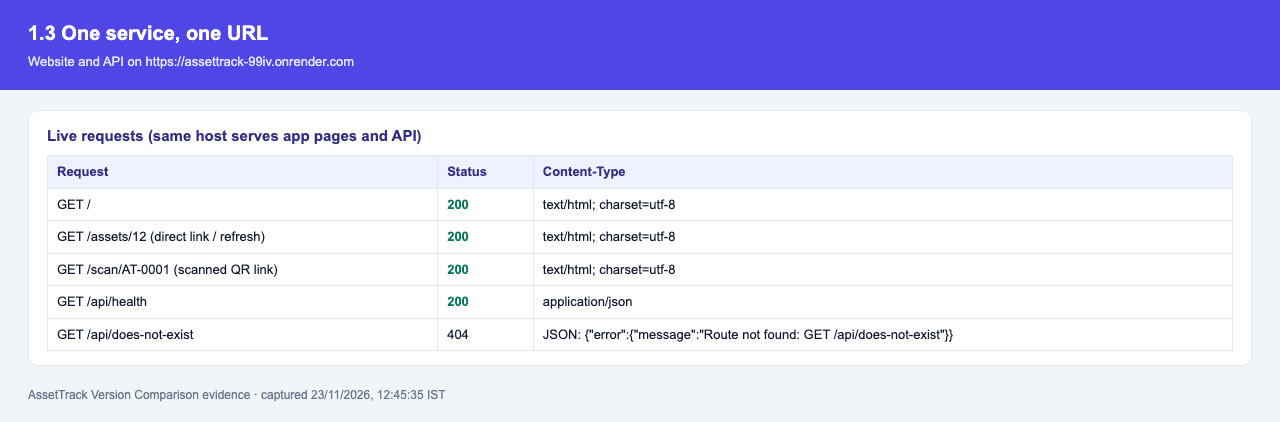 1.3 One service, one URL
Website and API on https://assettrack-99iv.onrender.com
Live requests (same host serves app pages and API)
Request Status Content-Type
GET / 200 text/html; charset=utf-8
GET /assets/12 (direct link / refresh) 200 text/html; charset=utf-8
GET /scan/AT-0001 (scanned QR link) 200 text/html; charset=utf-8
GET /api/health 200 application/json
GET /api/does-not-exist 404 JSON: {"error":{"message":"Route not found: GET /api/does-not-exist"}}
AssetTrack Version Comparison evidence · captured 23/11/2026, 12:45:35 IST